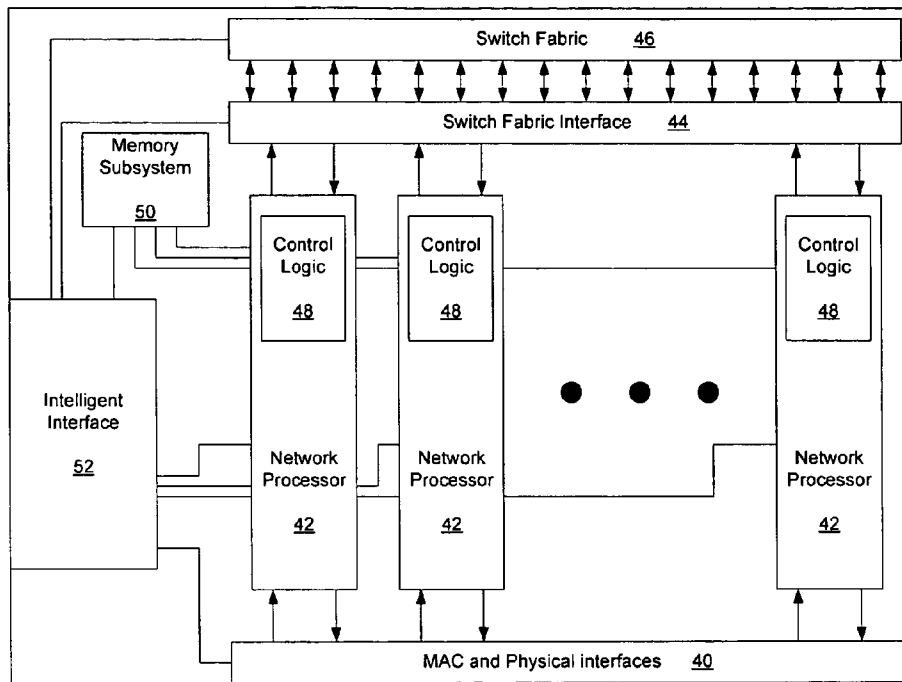 Switch Fabric 46
Switch Fabric Interface 44
Memory
Subsystem
50
Control
Logic
48
Control
Logic
48
Control
Logic
48
Intelligent
Interface
52
Network
Processor
42
Network
Processor
42
Network
Processor
42
MAC and Physical interfaces 40